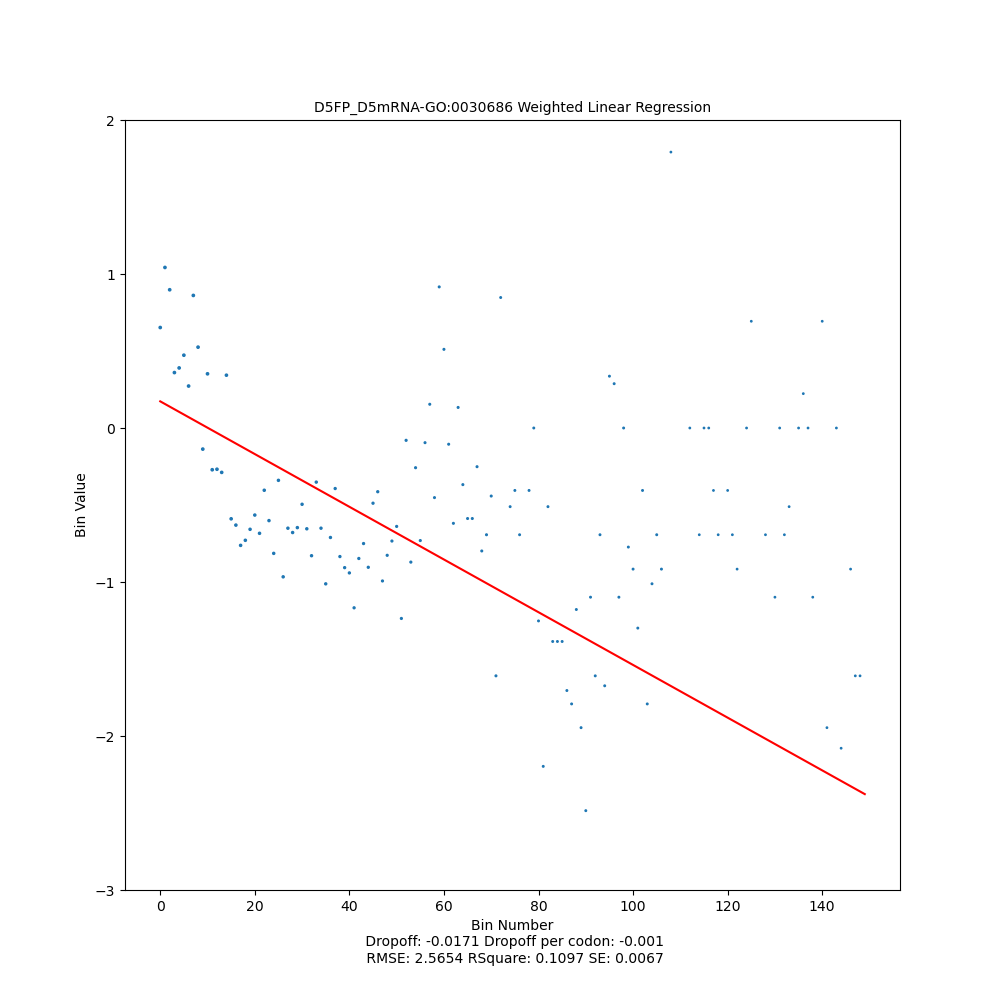 D5FP_D5mRNA-GO:0030686 Weighted Linear Regression
2
1
0
−1
−2
−3
Bin Value
0 20 40 60 80 100 120 140
Bin Number
Dropoff: -0.0171 Dropoff per codon: -0.001
RMSE: 2.5654 RSquare: 0.1097 SE: 0.0067